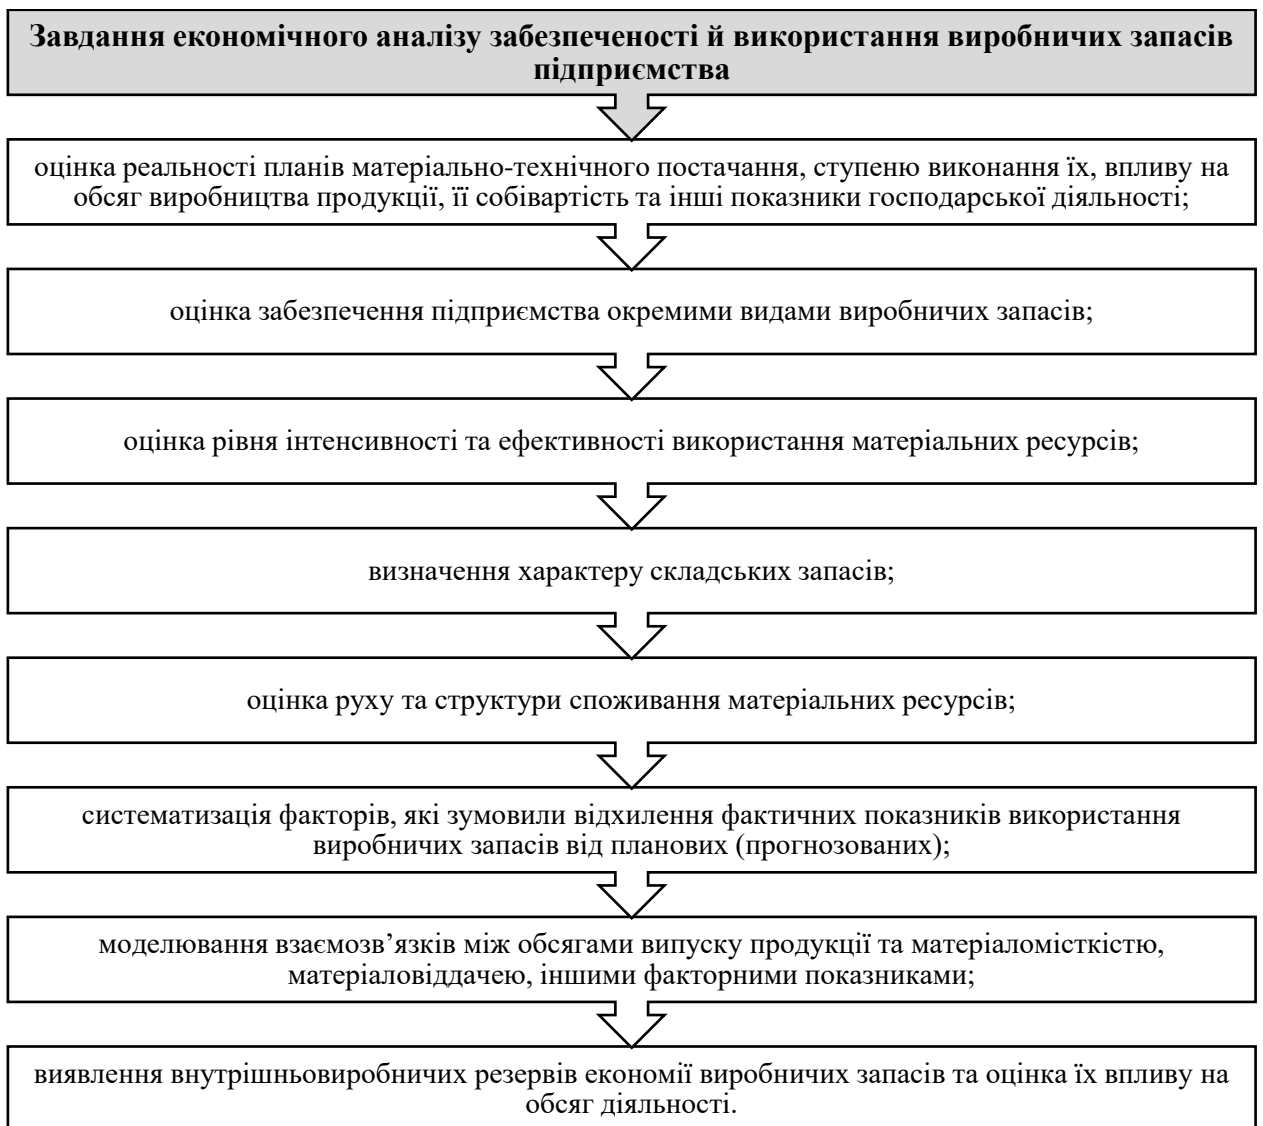 Завдання економічного аналізу забезпеченості й використання виробничих запасів
підприємства
оцінка реальності планів матеріально-технічного постачання, ступеню виконання їх, впливу на
обсяг виробництва продукції, її собівартість та інші показники господарської діяльності;
оцінка забезпечення підприємства окремими видами виробничих запасів;
оцінка рівня інтенсивності та ефективності використання матеріальних ресурсів;
визначення характеру складських запасів;
оцінка руху та структури споживання матеріальних ресурсів;
систематизація факторів, які зумовили відхилення фактичних показників використання
виробничих запасів від планових (прогнозованих);
моделювання взаємозв’язків між обсягами випуску продукції та матеріаломісткістю,
матеріаловіддачею, іншими факторними показниками;
виявлення внутрішньовиробничих резервів економії виробничих запасів та оцінка їх впливу на
обсяг діяльності.